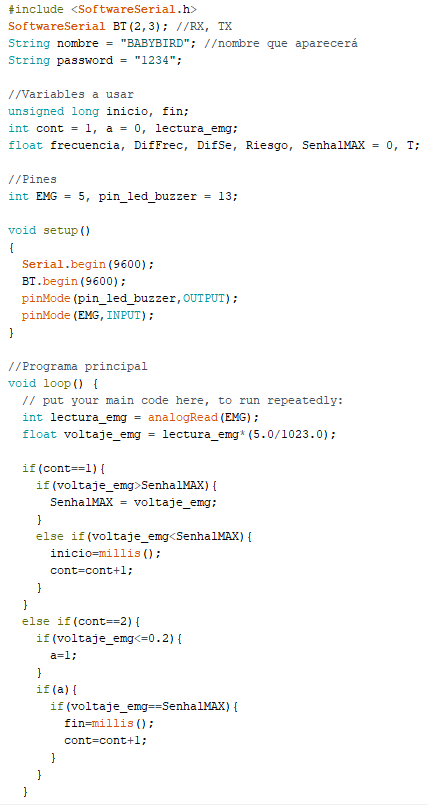 #include <SoftwareSerial.h>
SoftwareSerial BT(2,3); //RX, TX
String nombre = "BABYBIRD"; //nombre que aparecerá
String password = "1234";

//Variables a usar
unsigned long inicio, fin;
int cont = 1, a = 0, lectura_emg;
float frecuencia, DifFrec, DifSe, Riesgo, SenhalMAX = 0, T;

//Pines
int EMG = 5, pin_led_buzzer = 13;

void setup()
{
  Serial.begin(9600);
  BT.begin(9600);
  pinMode(pin_led_buzzer,OUTPUT);
  pinMode(EMG,INPUT);
}

//Programa principal
void loop() {
  // put your main code here, to run repeatedly:
  int lectura_emg = analogRead(EMG);
  float voltaje_emg = lectura_emg*(5.0/1023.0);

  if(cont==1){
    if(voltaje_emg>SenhalMAX){
      SenhalMAX = voltaje_emg;
    }
    else if(voltaje_emg<SenhalMAX){
      inicio=millis();
      cont=cont+1;
    }
  }
  else if(cont==2){
    if(voltaje_emg<=0.2){
      a=1;
    }
    if(a){
      if(voltaje_emg==SenhalMAX){
        fin=millis();
        cont=cont+1;
      }
    }
  }